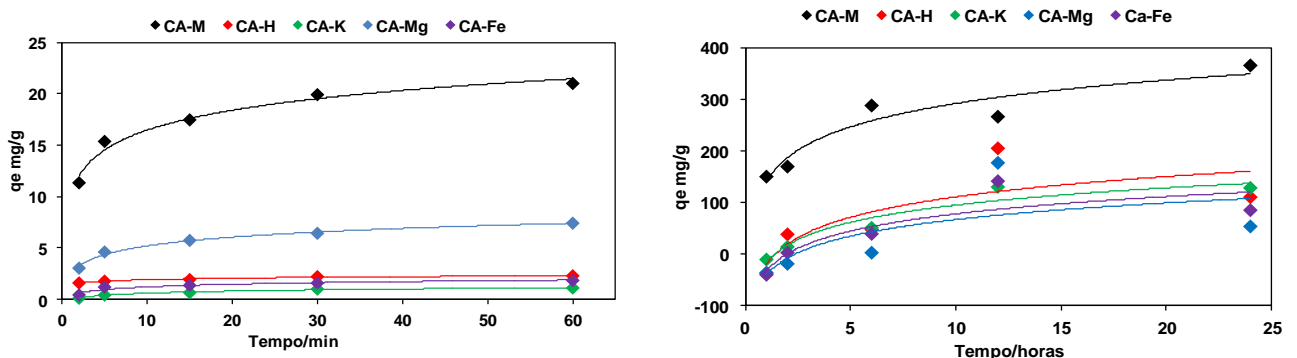 CA-M CA-H CA-K CA-Mg CA-Fe
25
20
15
10
5
0
qe mg/g
0 10 20 30 40 50 60
Tempo/min
CA-M CA-H CA-K CA-Mg Ca-Fe
400
300
200
100
0
-100
qe mg/g
0 5 10 15 20 25
Tempo/horas